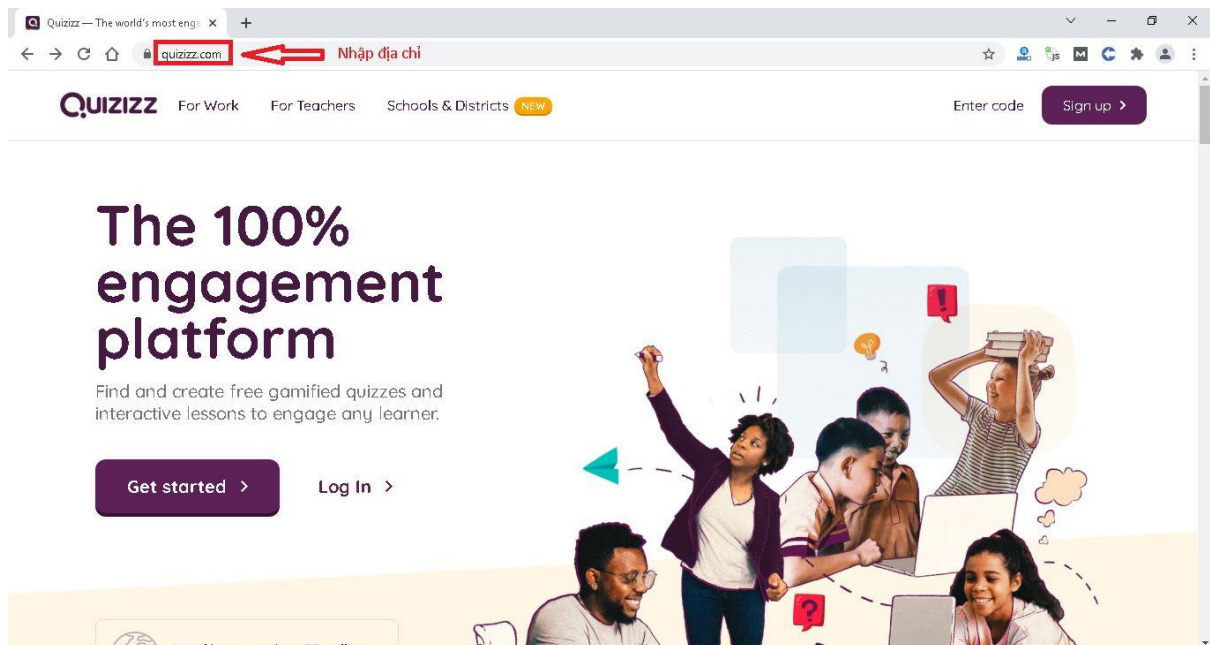 Quizizz — The world's most enga
quizizz.com
Nhập địa chỉ
JS
M
C
QUIZIZZ
For Work
For Teachers
Schools & Districts NEW
Enter code
Sign up >
The 100%
engagement
platform
Find and create free gamified quizzes and
interactive lessons to engage any learner.
Get started >
Log In >